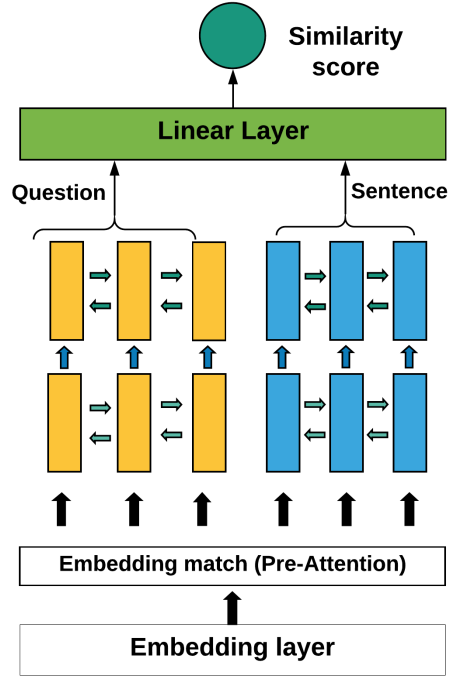 Similarity
score
Linear Layer
Question
Sentence
Embedding match (Pre-Attention)
Embedding layer